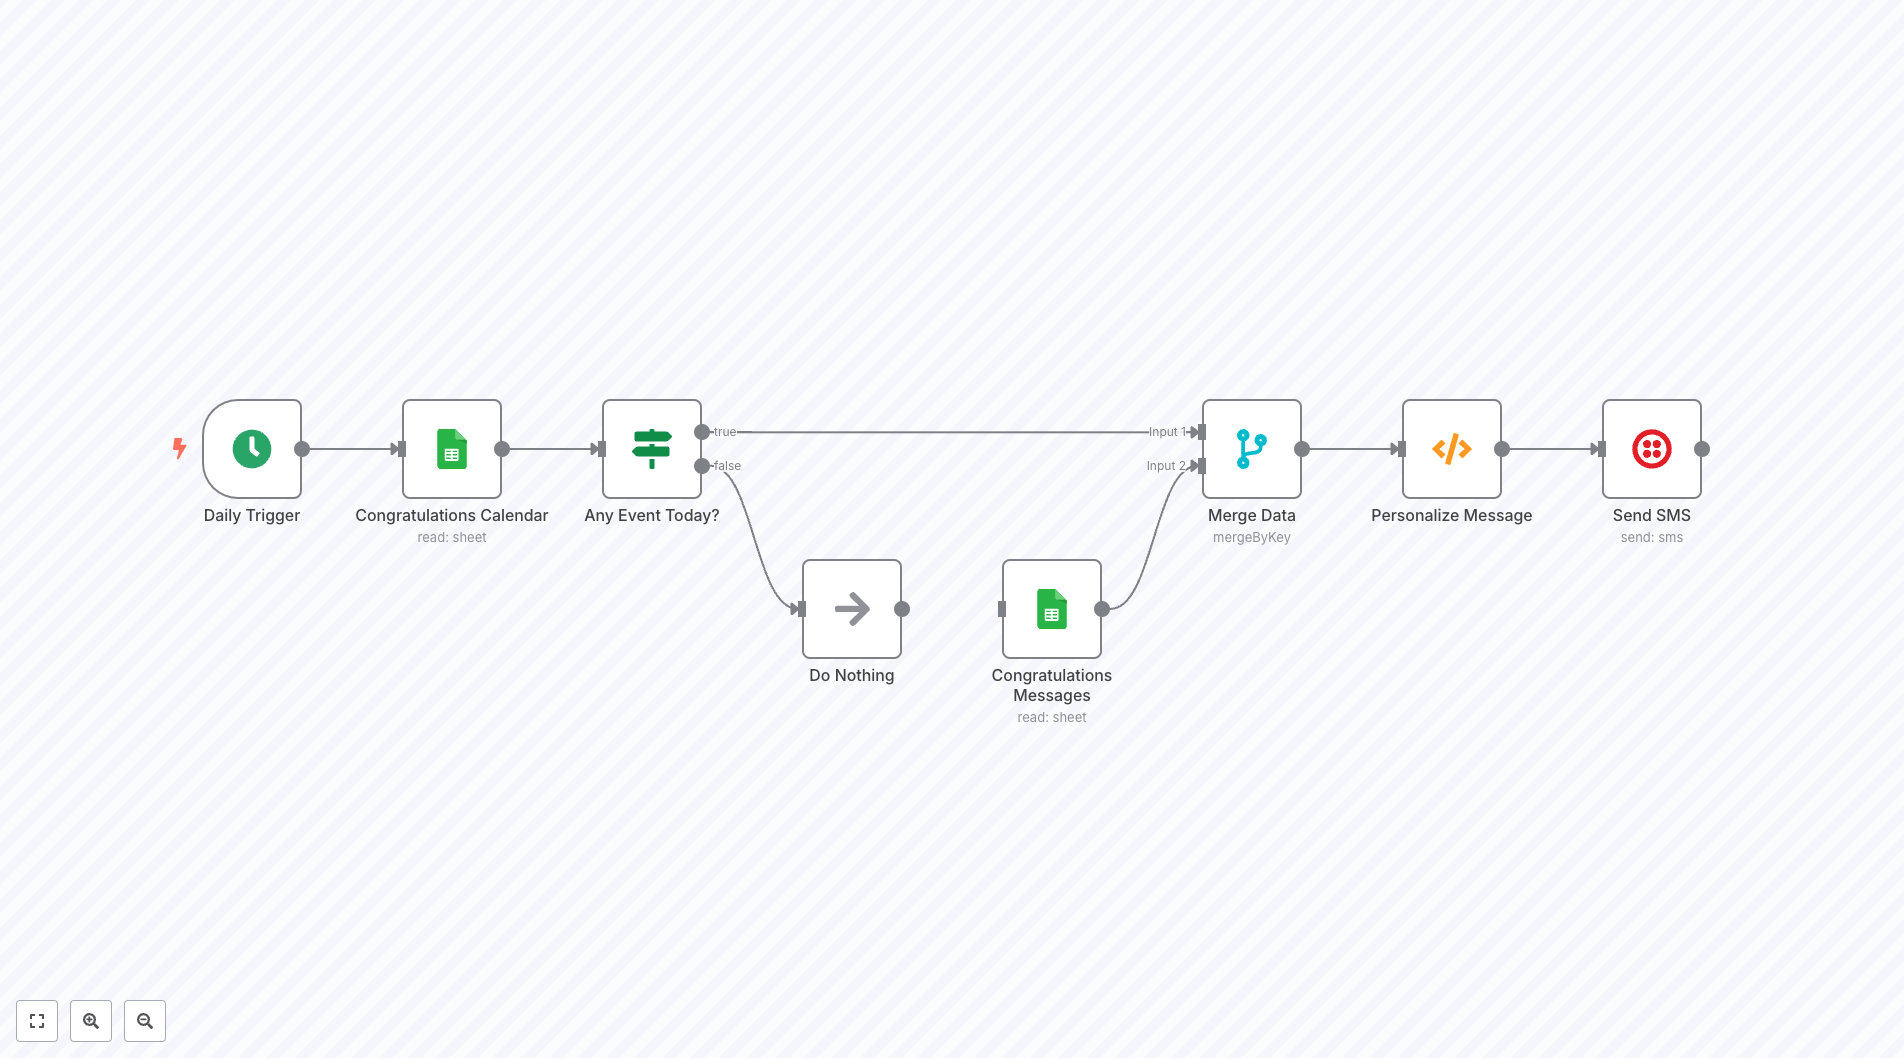 true
Input 1
false
Input 2
Daily Trigger
Congratulations Calendar
read: sheet
Any Event Today?
Merge Data
mergeByKey
Personalize Message
Send SMS
send: sms
Do Nothing
Congratulations
Messages
read: sheet